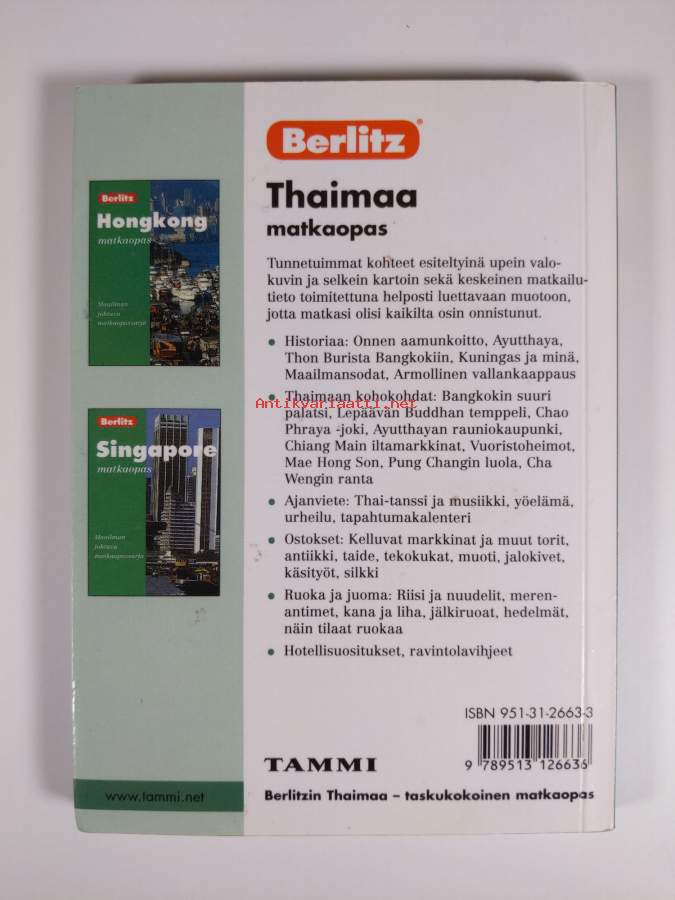 Berlitz®
Thaimaa
matkaopas
Tunnetuimmat kohteet esiteltyinä upein valo-
kuvin ja selkein kartoin sekä keskeinen matkailu-
tieto toimitettuna helposti luettavaan muotoon,
jotta matkasi olisi kaikilta osin onnistunut.
• Historiaa: Onnen aamunkoitto, Ayutthaya,
Thon Burista Bangkokiin, Kuningas ja minä,
Maailmansodat, Armollinen vallankaappaus
• Thaimaan kohokohdat: Bangkokin suuri
Antikvariaatti.net
palatsi, Lepäävän Buddhan temppeli, Chao
Phraya -joki, Ayutthayan rauniokaupunki,
Chiang Main iltamarkkinat, Vuoristoheimot,
Mae Hong Son, Pung Changin luola, Cha
Wengin ranta
• Ajanviete: Thai-tanssi ja musiikki, yöelämä,
urheilu, tapahtumakalenteri
• Ostokset: Kelluvat markkinat ja muut torit,
antiikki, taide, tekokukat, muoti, jalokivet,
käsityöt, silkki
• Ruoka ja juoma: Riisi ja nuudelit, meren-
antimet, kana ja liha, jälkiruoat, hedelmät,
näin tilaat ruokaa
• Hotellisuositukset, ravintolavihjeet
ISBN 951-31-2663-3
9 789513 126636
TAMMI
Berlitzin Thaimaa – taskukokoinen matkaopas
Berlitz
Hongkong
matkaopas
Maailman
johtava
matkaopassarja
Berlitz
Singapore
matkaopas
Maailman
johtava
matkaopassarja
www.tammi.net